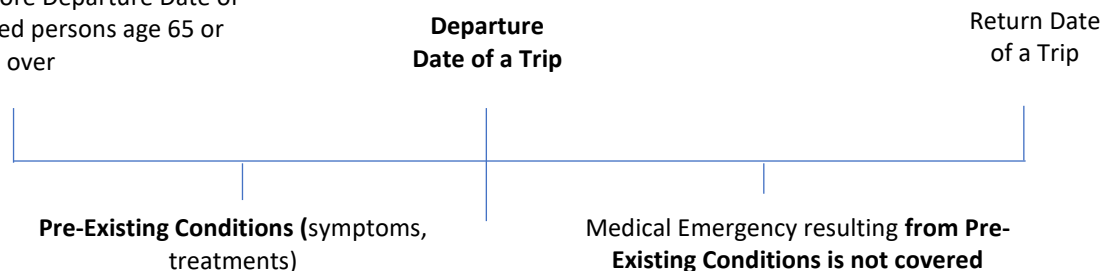 ore Departure Date of
ed persons age 65 or
over
Departure
Date of a Trip
Return Date
of a Trip
Pre-Existing Conditions (symptoms,
treatments)
Medical Emergency resulting from Pre-
Existing Conditions is not covered